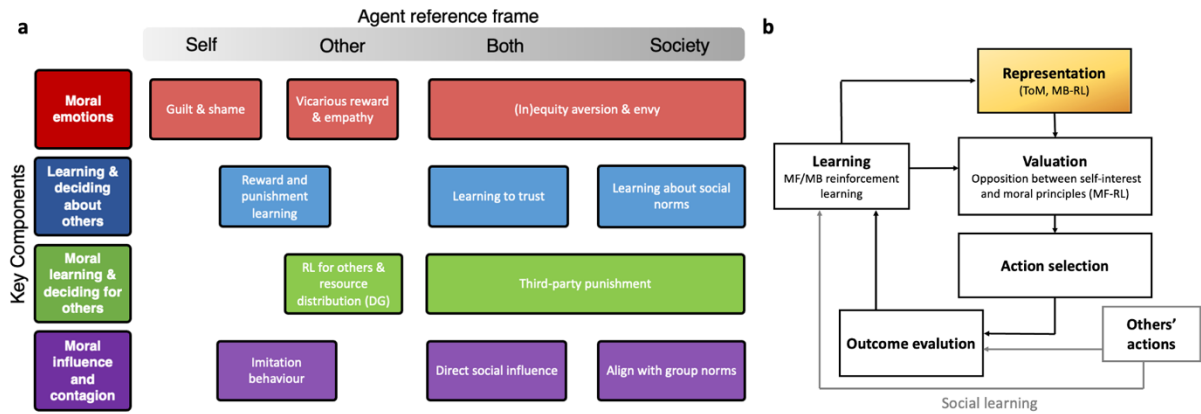 a
Agent reference frame
Self
Other
Both
Society
Key Components
Moral
emotions
Guilt & shame
Vicarious reward
& empathy
(In)equity aversion & envy
Learning &
deciding
about
others
Reward and
punishment
learning
Learning to trust
Learning about social
norms
Moral
learning &
deciding for
others
RL for others &
resource
distribution (DG)
Third-party punishment
Moral
influence
and
contagion
Imitation
behaviour
Direct social influence
Align with group norms
b
Representation
(ToM, MB-RL)
Learning
MF/MB reinforcement
learning
Valuation
Opposition between self-interest
and moral principles (MF-RL)
Action selection
Outcome evaluation
Others'
actions
Social learning